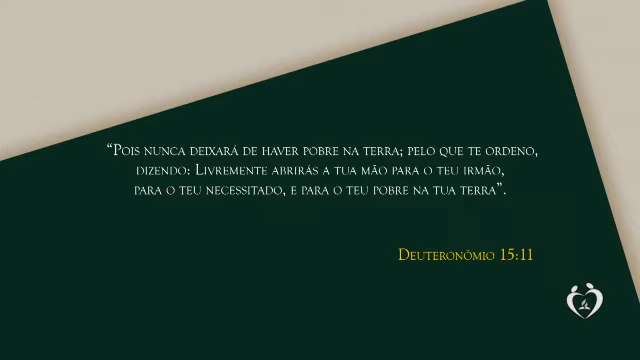 “Pois nunca deixará de haver pobre na terra; pelo que te ordeno,
dizendo: Livremente abrirás a tua mão para o teu irmão,
para o teu necessitado, e para o teu pobre na tua terra”.
Deuteronômio 15:11